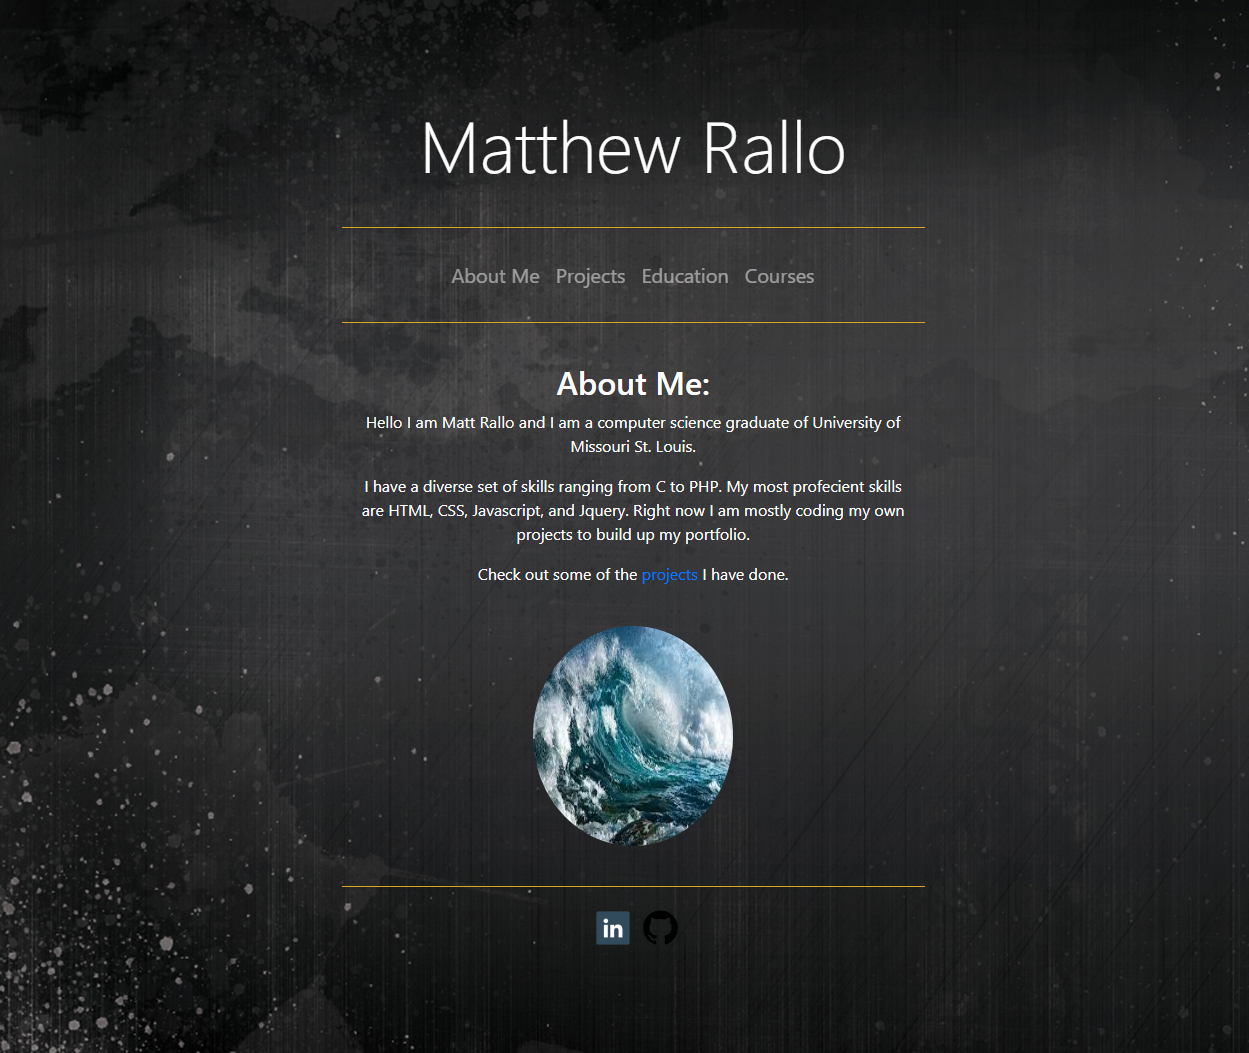 Matthew Rallo
About Me Projects Education Courses
About Me:
Hello I am Matt Rallo and I am a computer science graduate of University of
Missouri St. Louis.
I have a diverse set of skills ranging from C to PHP. My most profecient skills
are HTML, CSS, Javascript, and Jquery. Right now I am mostly coding my own
projects to build up my portfolio.
Check out some of the projects I have done.
in